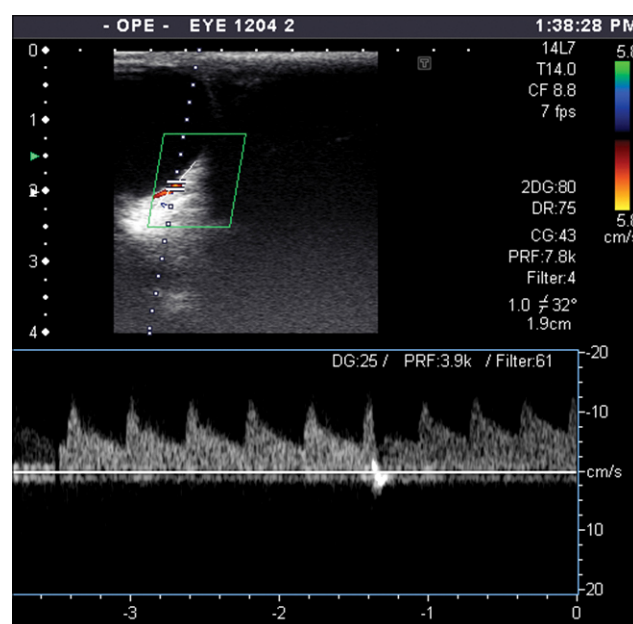 - OPE - EYE 1204 2 1:38:28 PM
14L7
T14.0
CF 8.8
7 fps
T
5.8
2DG:80
DR:75
CG:43
PRF:7.8k
Filter:4
1.0 32°
1.9cm
5.8
cm/s
0
1
2
3
4
DG:25 / PRF:3.9k / Filter:61
-20
-10
-cm/s
-10
-20
-3 -2 -1 0